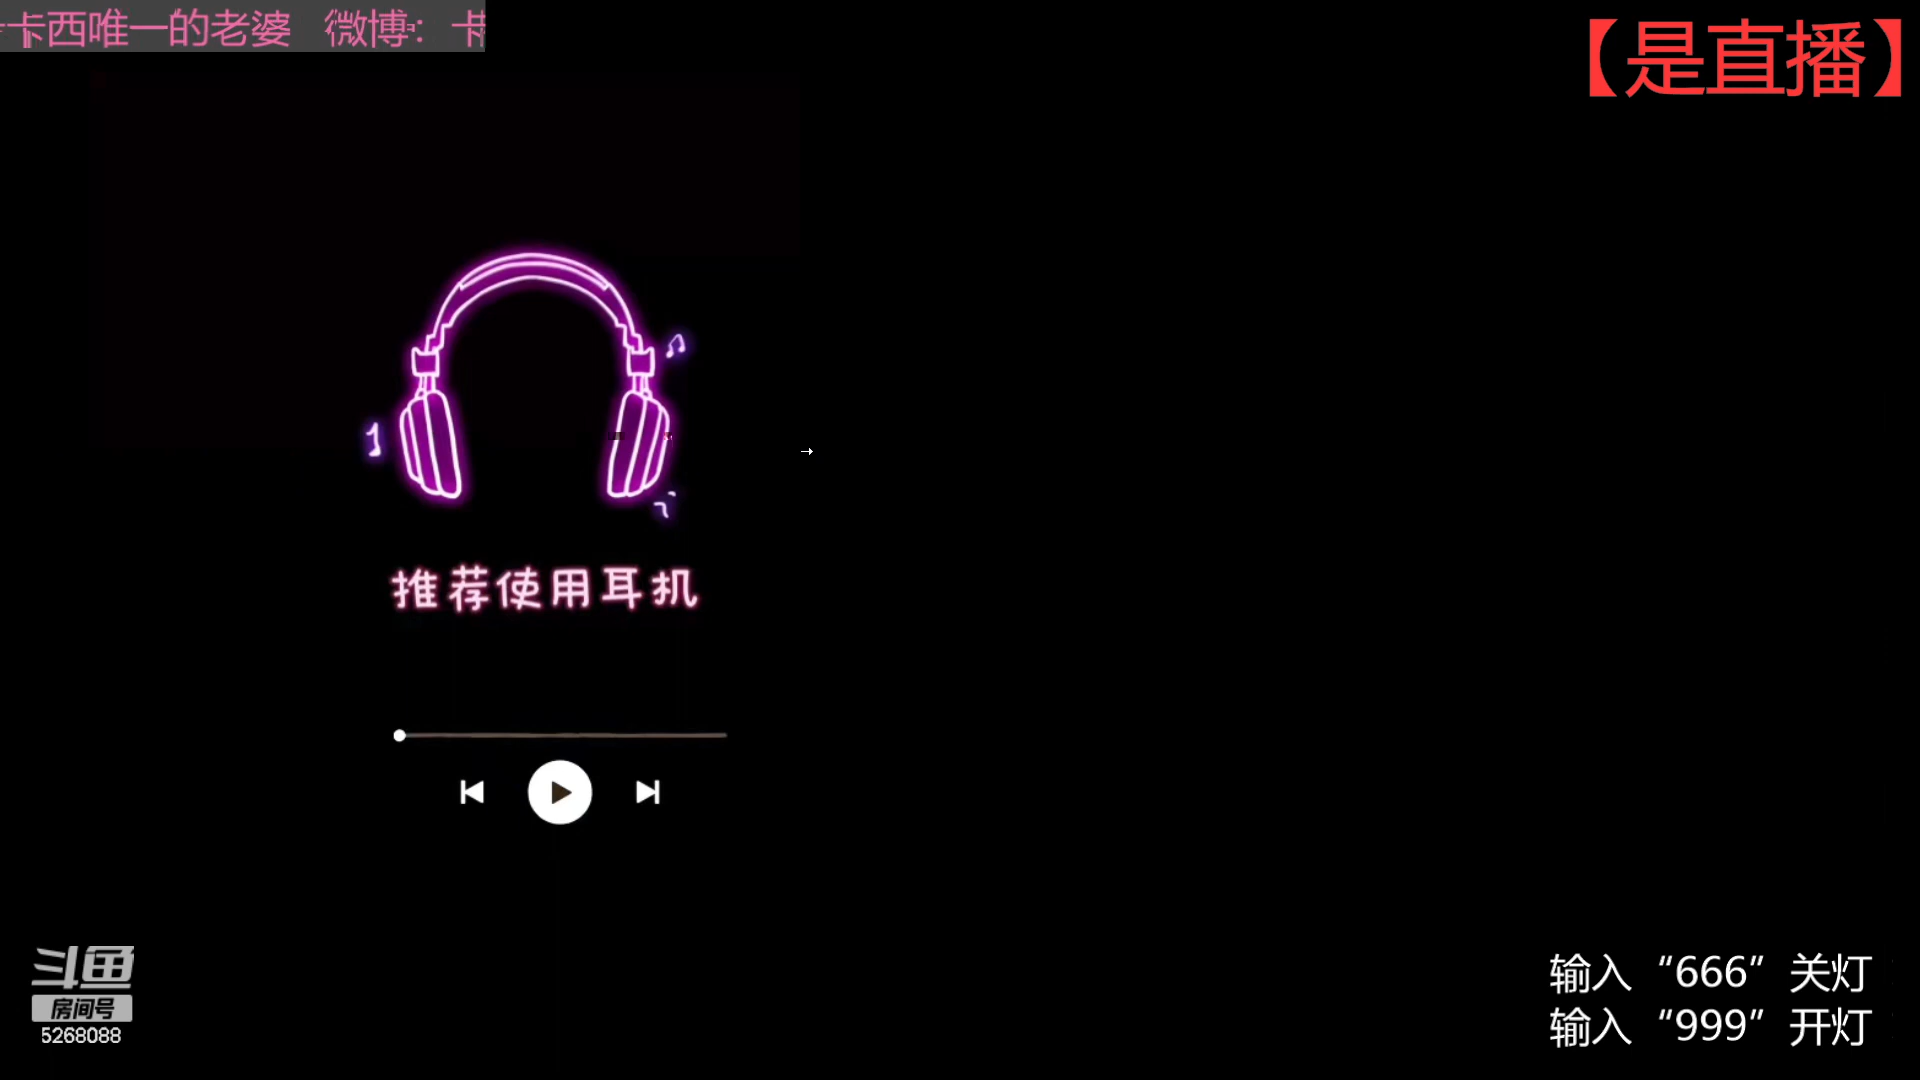 卡西唯一的老婆 微博：卡
【是直播】
推荐使用耳机
斗鱼
房间号
5268088
输入“666”关灯
输入“999”开灯